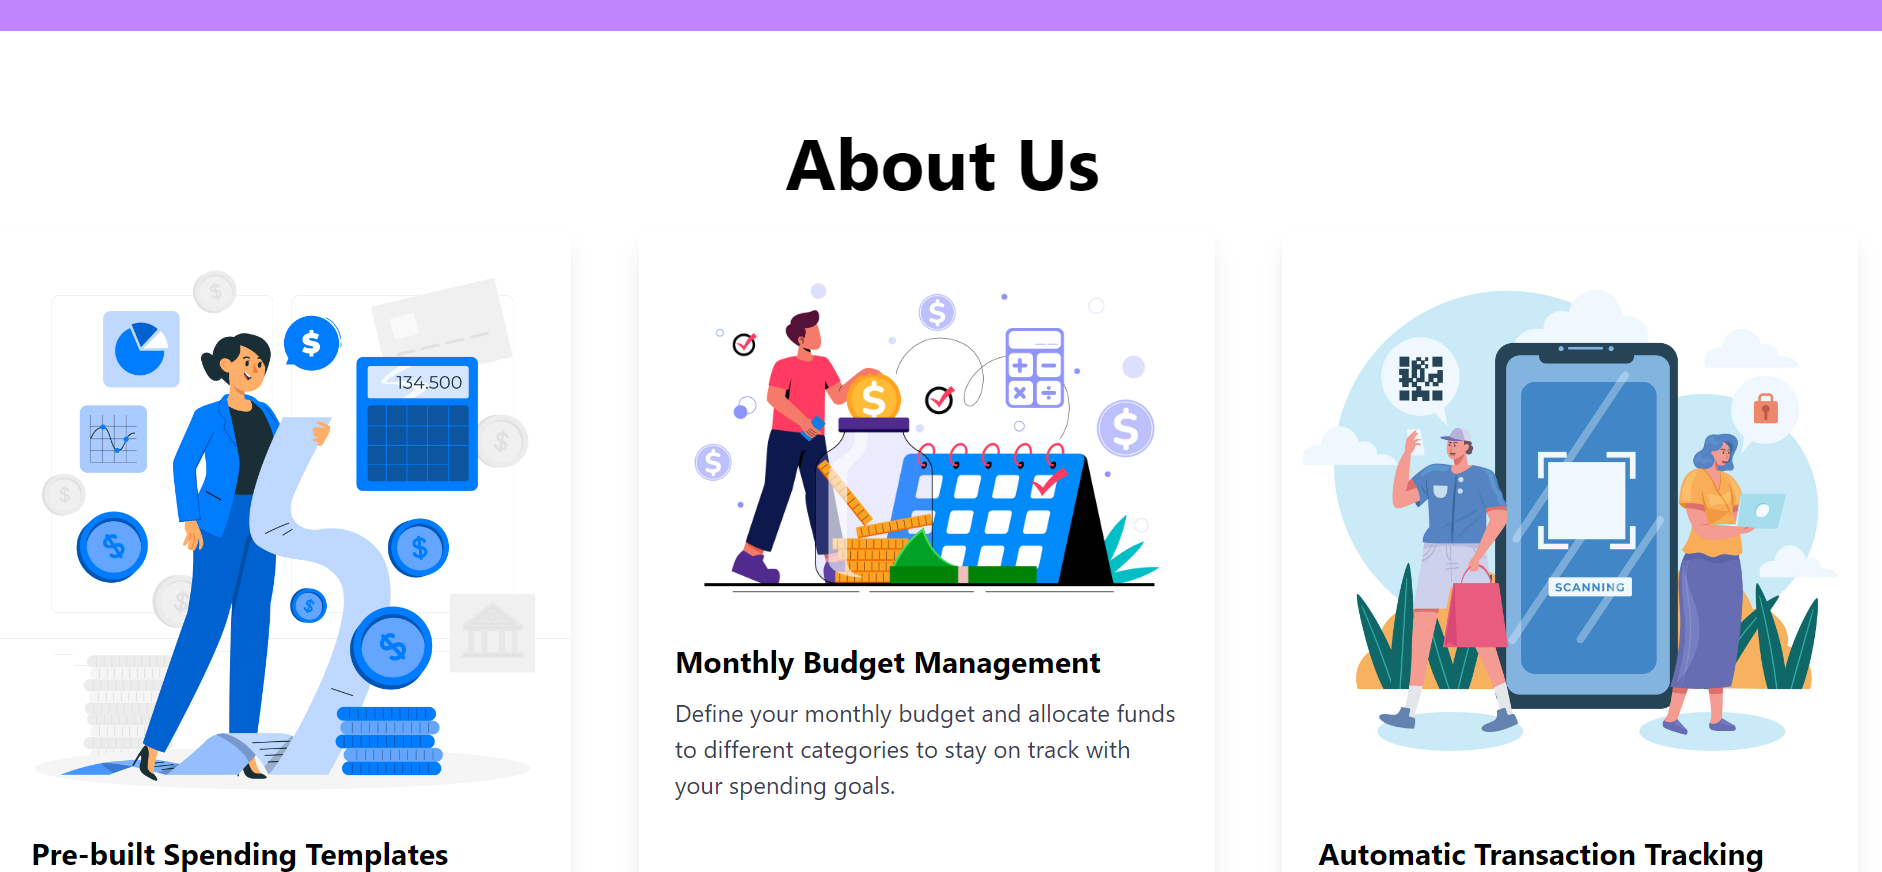 About Us
$
$
134.500
$
$
$
$
$
$
$
$
$
$
$
$
SCANNING
Monthly Budget Management
Define your monthly budget and allocate funds
to different categories to stay on track with
your spending goals.
Pre-built Spending Templates
Automatic Transaction Tracking